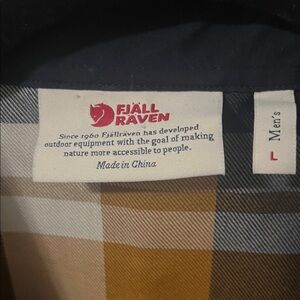 FJÄLL
RÄVEN
Since 1960 Fjällräven has developed
outdoor equipment with the goal of making
nature more accessible to people.
Made in China
Men's
L